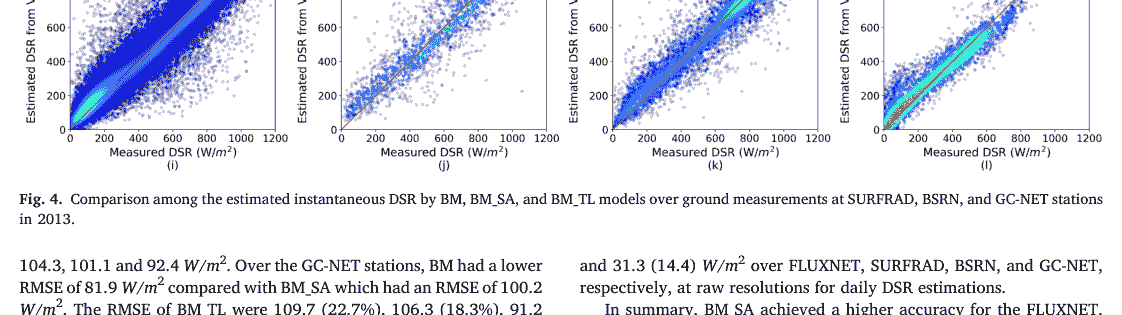 600
400
200
0
Estimated DSR from V
0 200 400 600 800 1000 1200
Measured DSR (W/m²)
(i)
600
400
200
0
Estimated DSR from V
0 200 400 600 800 1000 1200
Measured DSR (W/m²)
(j)
600
400
200
0
Estimated DSR from V
0 200 400 600 800 1000 1200
Measured DSR (W/m²)
(k)
600
400
200
0
Estimated DSR from V
0 200 400 600 800 1000 1200
Measured DSR (W/m²)
(l)
Fig. 4. Comparison among the estimated instantaneous DSR by BM, BM_SA, and BM_TL models over ground measurements at SURFRAD, BSRN, and GC-NET stations
in 2013.
104.3, 101.1 and 92.4 W/m². Over the GC-NET stations, BM had a lower
RMSE of 81.9 W/m² compared with BM_SA which had an RMSE of 100.2
W/m². The RMSE of BM_TL were 109.7 (22.7%), 106.3 (18.3%), 91.2
and 31.3 (14.4) W/m² over FLUXNET, SURFRAD, BSRN, and GC-NET,
respectively, at raw resolutions for daily DSR estimations.
In summary, BM_SA achieved a higher accuracy for the FLUXNET,